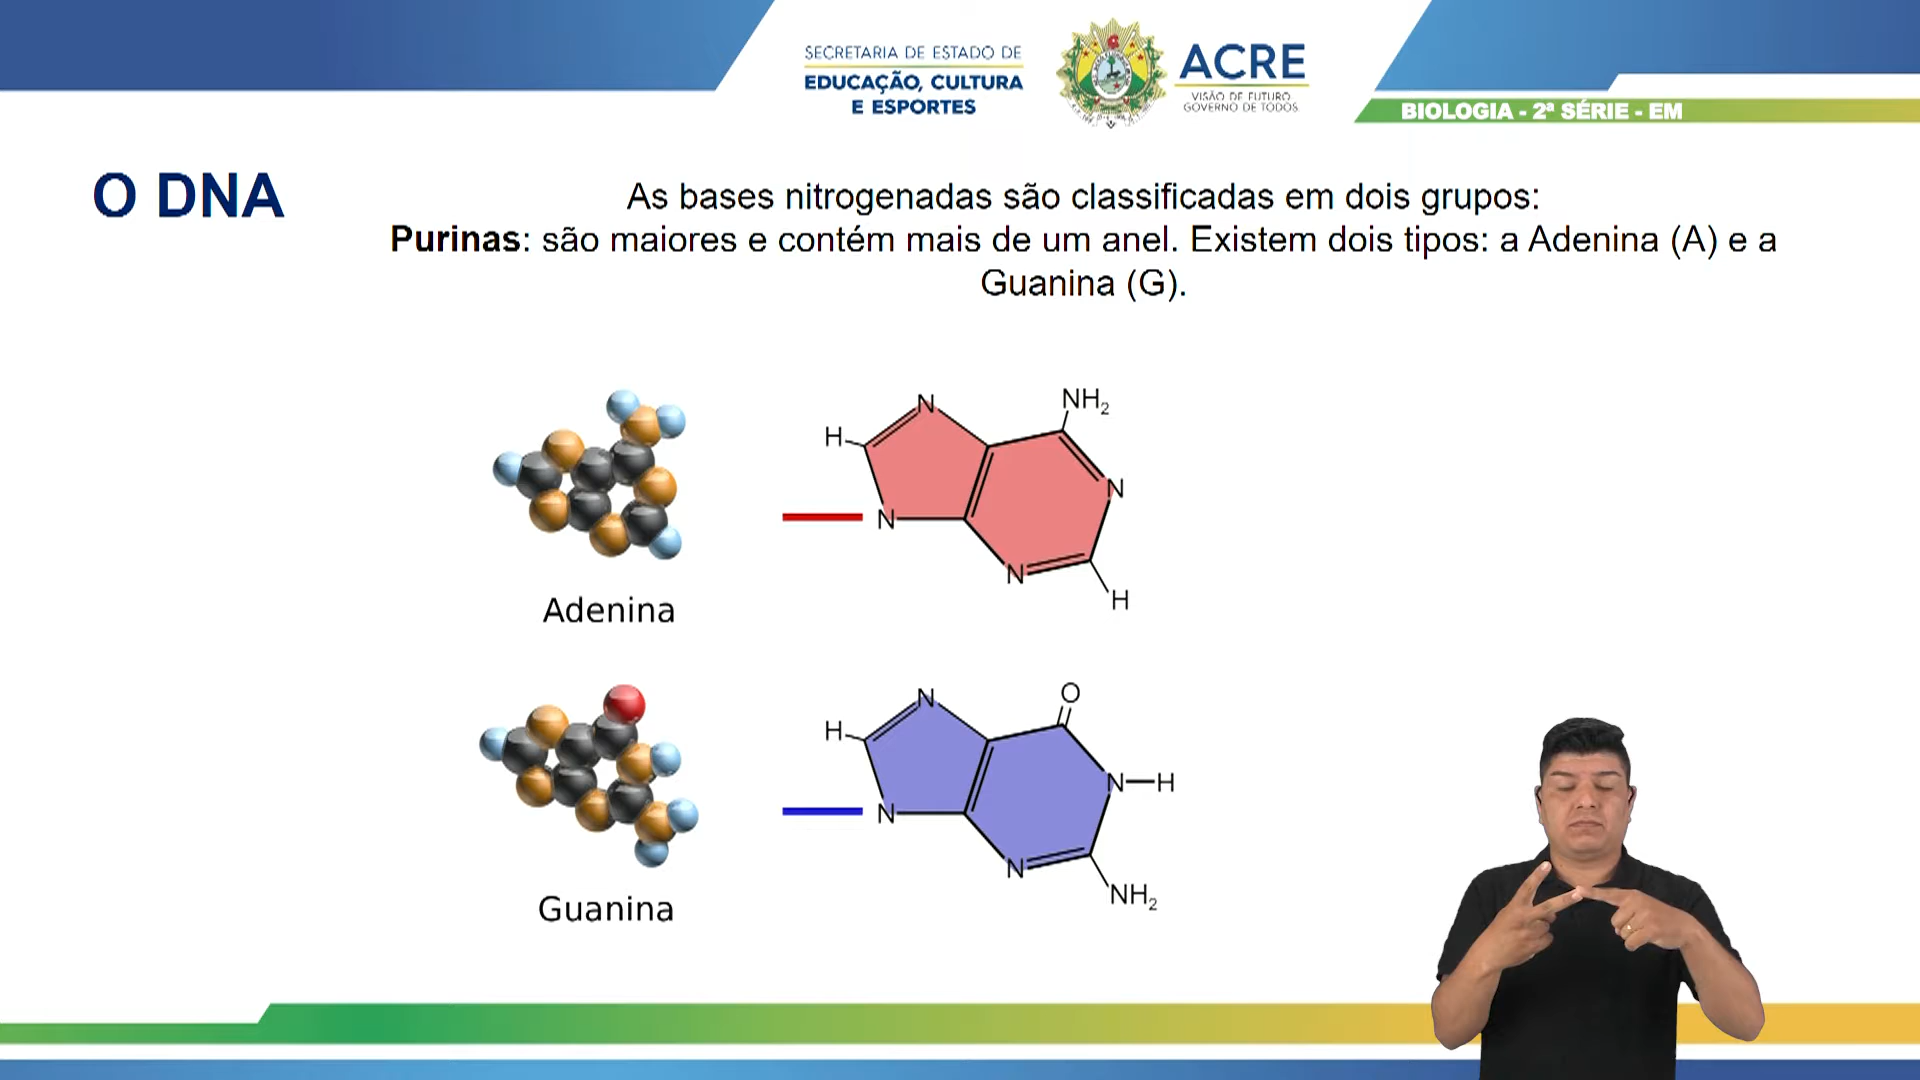 SECRETARIA DE ESTADO DE
EDUCAÇÃO, CULTURA
E ESPORTES
ACRE
VISÃO DE FUTURO
GOVERNO DE TODOS
BIOLOGIA - 2ª SÉRIE - EM
O DNA
As bases nitrogenadas são classificadas em dois grupos:
Purinas: são maiores e contém mais de um anel. Existem dois tipos: a Adenina (A) e a
Guanina (G).
NH₂
N
H
N
N
N
H
Adenina
O
N
H
N
H
N
N
NH₂
Guanina